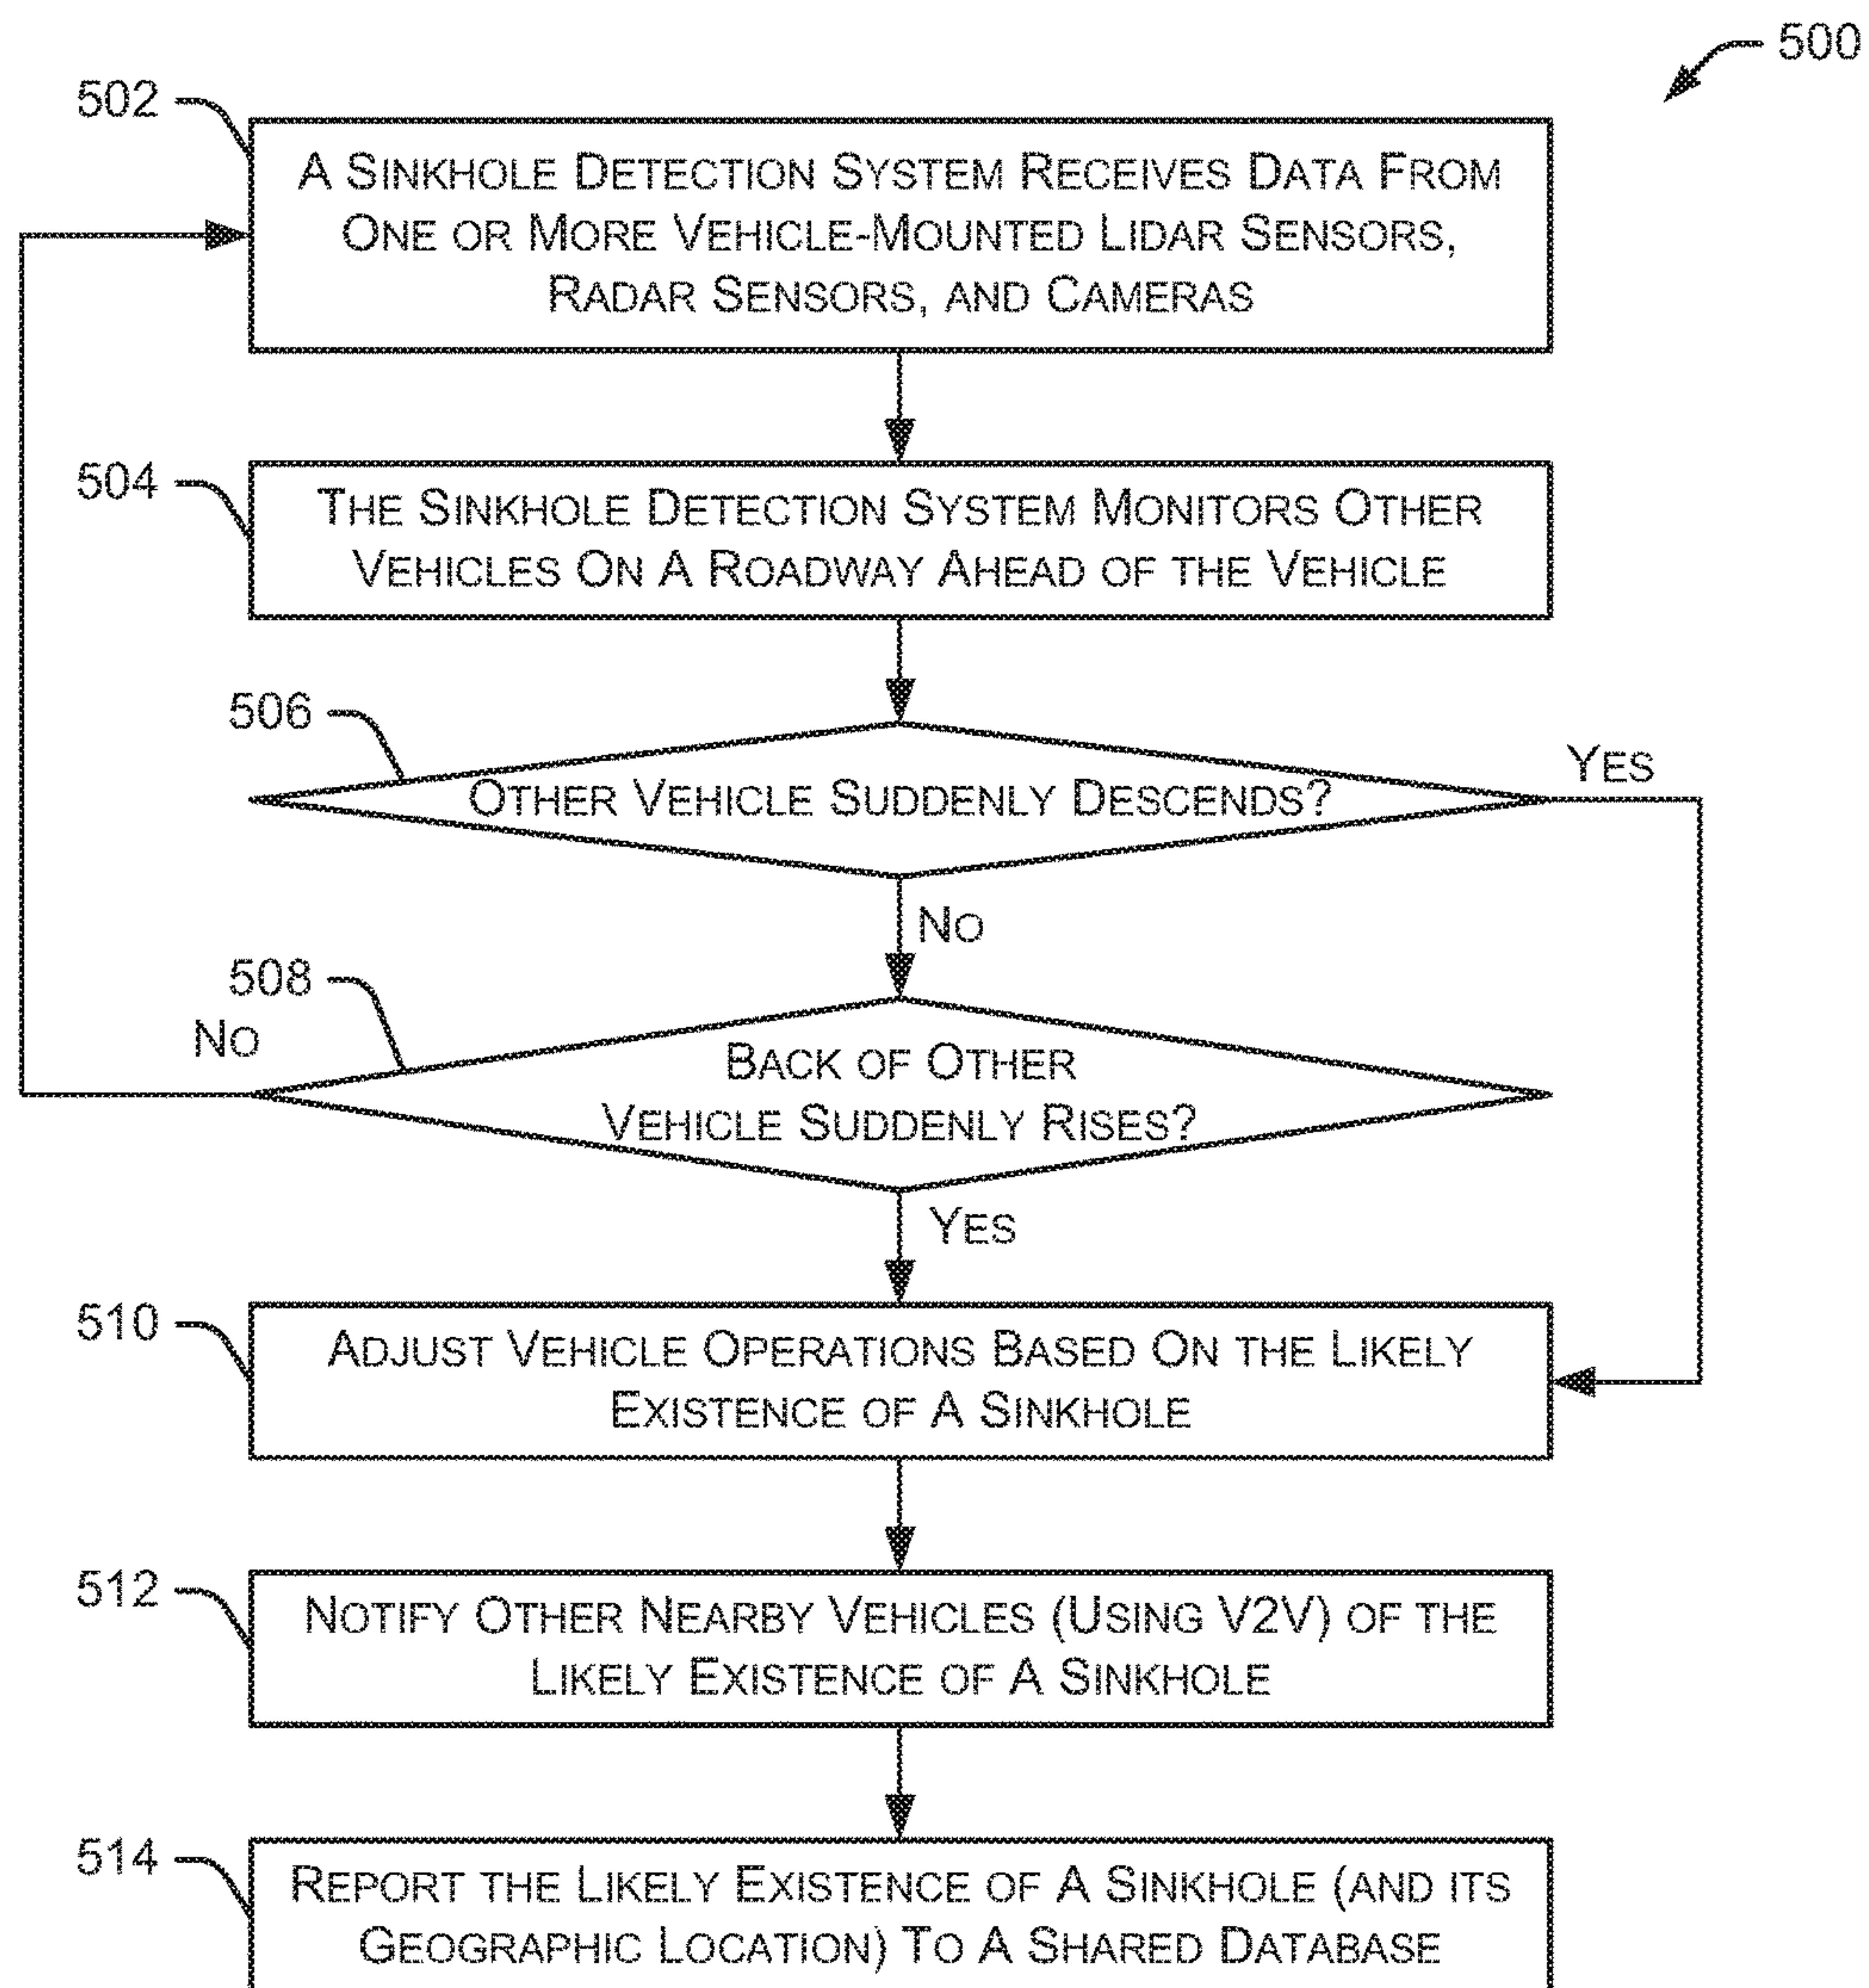 500
502
A SINKHOLE DETECTION SYSTEM RECEIVES DATA FROM
ONE OR MORE VEHICLE-MOUNTED LIDAR SENSORS,
RADAR SENSORS, AND CAMERAS
504
THE SINKHOLE DETECTION SYSTEM MONITORS OTHER
VEHICLES ON A ROADWAY AHEAD OF THE VEHICLE
506
OTHER VEHICLE SUDDENLY DESCENDS?
YES
NO
508
NO
BACK OF OTHER
VEHICLE SUDDENLY RISES?
YES
510
ADJUST VEHICLE OPERATIONS BASED ON THE LIKELY
EXISTENCE OF A SINKHOLE
512
NOTIFY OTHER NEARBY VEHICLES (USING V2V) OF THE
LIKELY EXISTENCE OF A SINKHOLE
514
REPORT THE LIKELY EXISTENCE OF A SINKHOLE (AND ITS
GEOGRAPHIC LOCATION) TO A SHARED DATABASE